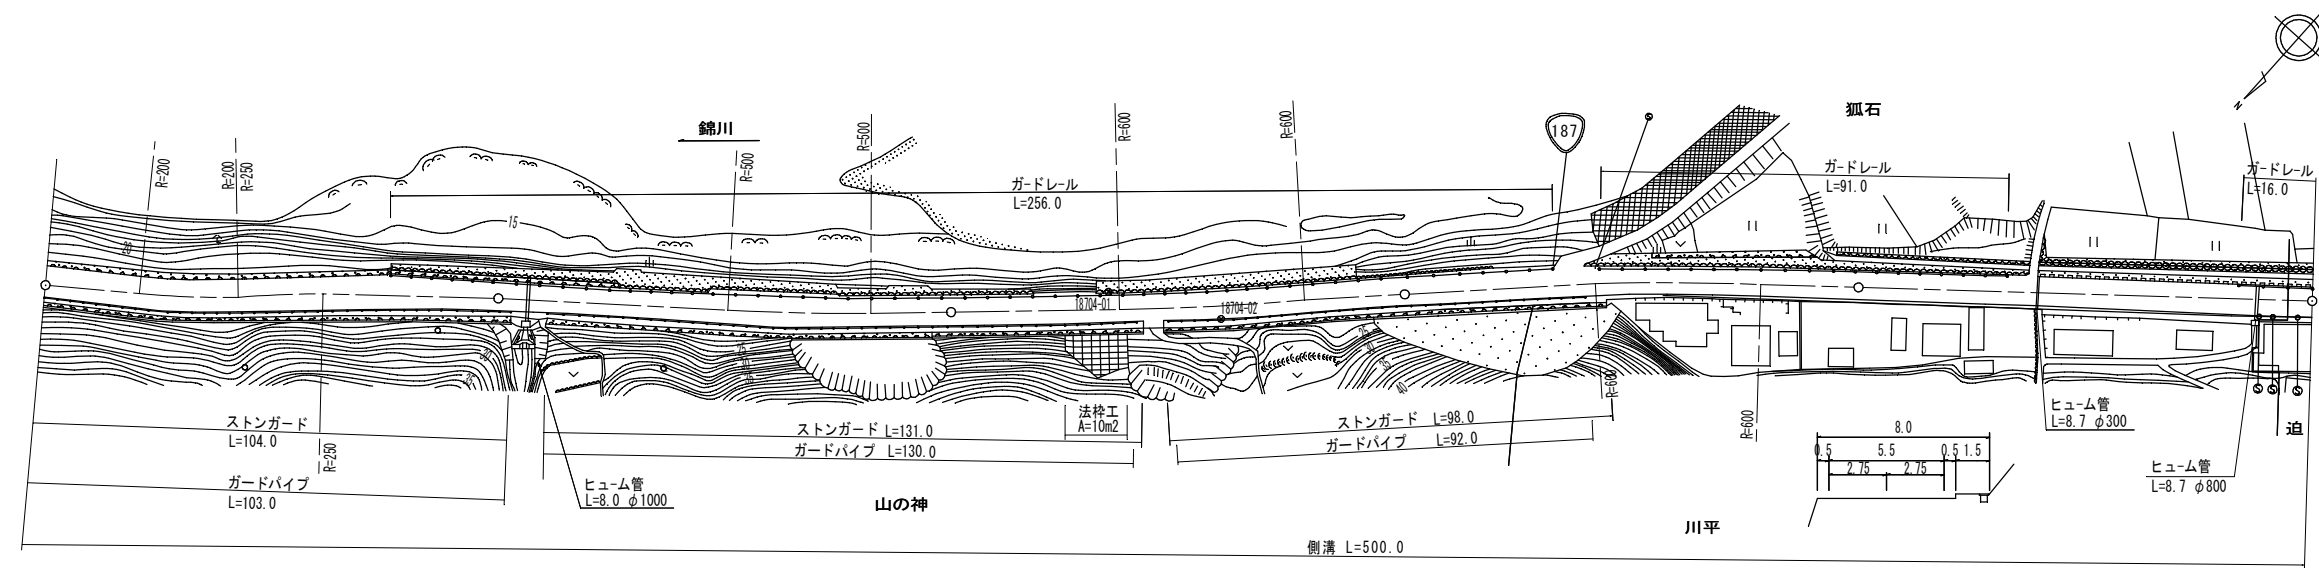 狐石
錦川
187
R=200
R=200
R=250
R=500
R=500
R=600
R=600
ガードレール
L=256.0
ガードレール
L=91.0
ガードレール
L=16.0
N
15
20
18704-01
18704-02
25
35
40
ストンガード
L=104.0
R=250
ガードパイプ
L=103.0
ストンガード L=131.0
ガードパイプ L=130.0
法枠工
A=10m2
ストンガード L=98.0
ガードパイプ L=92.0
R=600
R=600
ヒューム管
L=8.0 φ1000
ヒューム管
L=8.7 φ300
ヒューム管
L=8.7 φ800
迫
8.0
0.5 5.5 0.5 1.5
2.75 2.75
山の神
川平
側溝 L=500.0